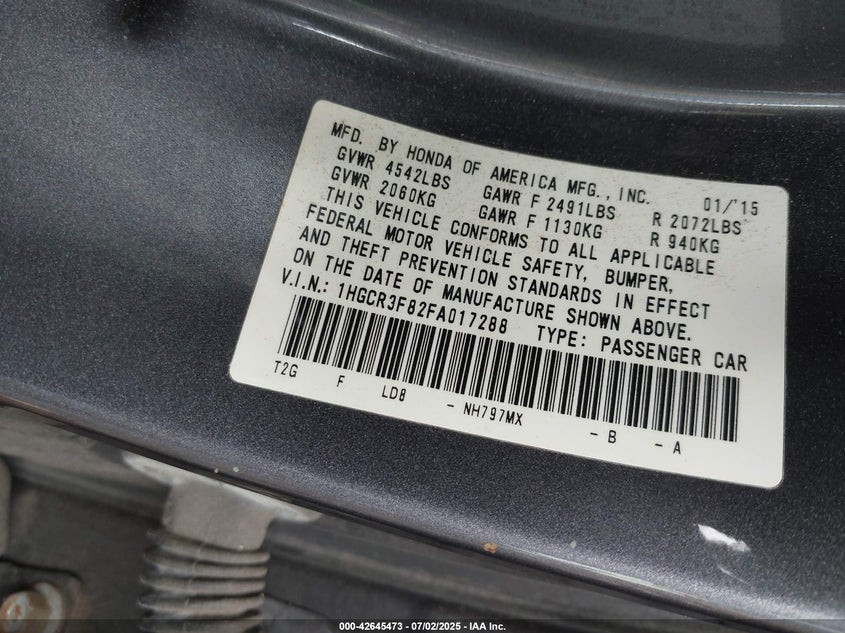 MFD. BY HONDA OF AMERICA MFG., INC. 01/'15
GVWR 4542LBS GAWR F 2491LBS R 2072LBS
GVWR 2060KG GAWR F 1130KG R 940KG
THIS VEHICLE CONFORMS TO ALL APPLICABLE
FEDERAL MOTOR VEHICLE SAFETY, BUMPER,
AND THEFT PREVENTION STANDARDS IN EFFECT
ON THE DATE OF MANUFACTURE SHOWN ABOVE.
V.I.N.: 1HGCR3F82FA017288 TYPE: PASSENGER CAR
T2G F LD8 - NH797MX - B - A
000-42645473 - 07/02/2025 - IAA Inc.